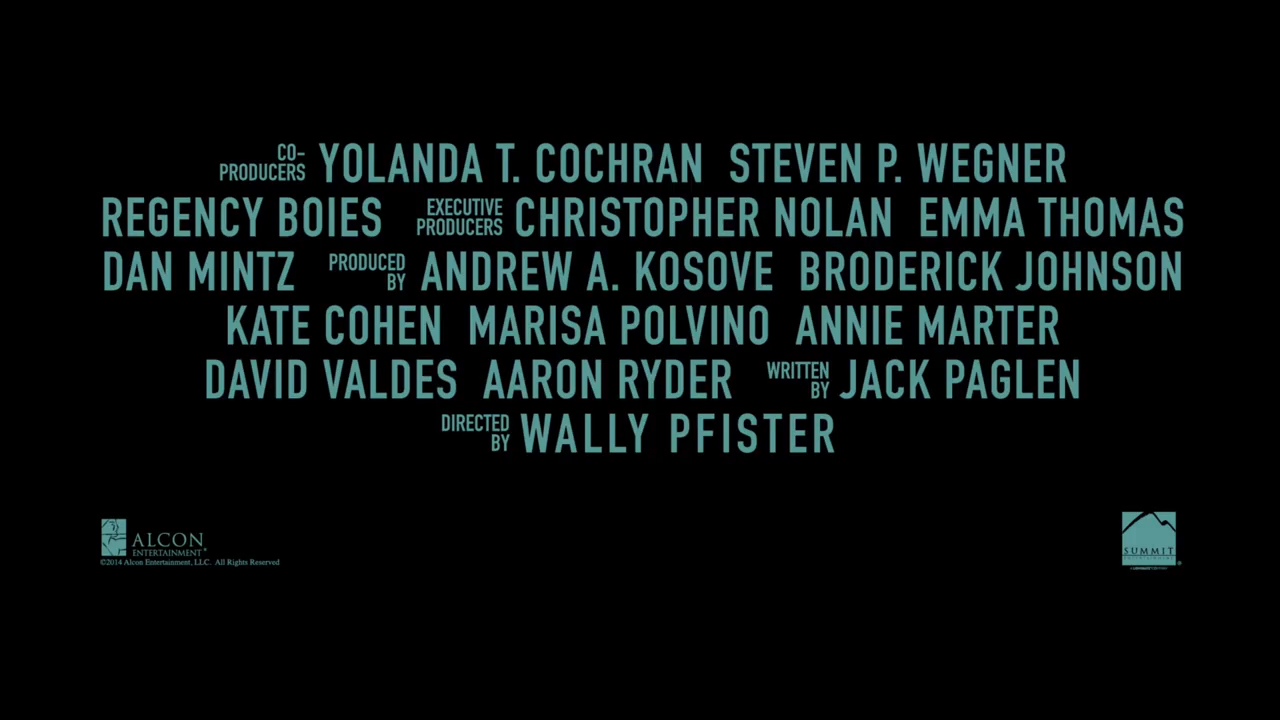 CO-PRODUCERS YOLANDA T. COCHRAN STEVEN P. WEGNER
REGENCY BOIES EXECUTIVE PRODUCERS CHRISTOPHER NOLAN EMMA THOMAS
DAN MINTZ PRODUCED BY ANDREW A. KOSOVE BRODERICK JOHNSON
KATE COHEN MARISA POLVINO ANNIE MARTER
DAVID VALDES AARON RYDER WRITTEN BY JACK PAGLEN
DIRECTED BY WALLY PFISTER
ALCON
ENTERTAINMENT
©2014 Alcon Entertainment, LLC. All Rights Reserved
SUMMIT
ENTERTAINMENT